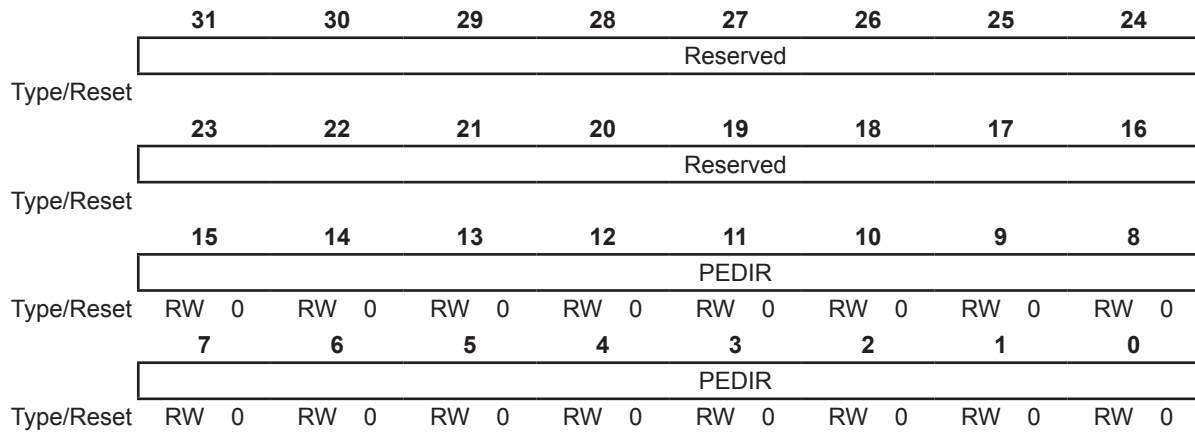 31 30 29 28 27 26 25 24
Reserved
Type/Reset
23 22 21 20 19 18 17 16
Reserved
Type/Reset
15 14 13 12 11 10 9 8
PEDIR
Type/Reset RW 0 RW 0 RW 0 RW 0 RW 0 RW 0 RW 0 RW 0
7 6 5 4 3 2 1 0
PEDIR
Type/Reset RW 0 RW 0 RW 0 RW 0 RW 0 RW 0 RW 0 RW 0